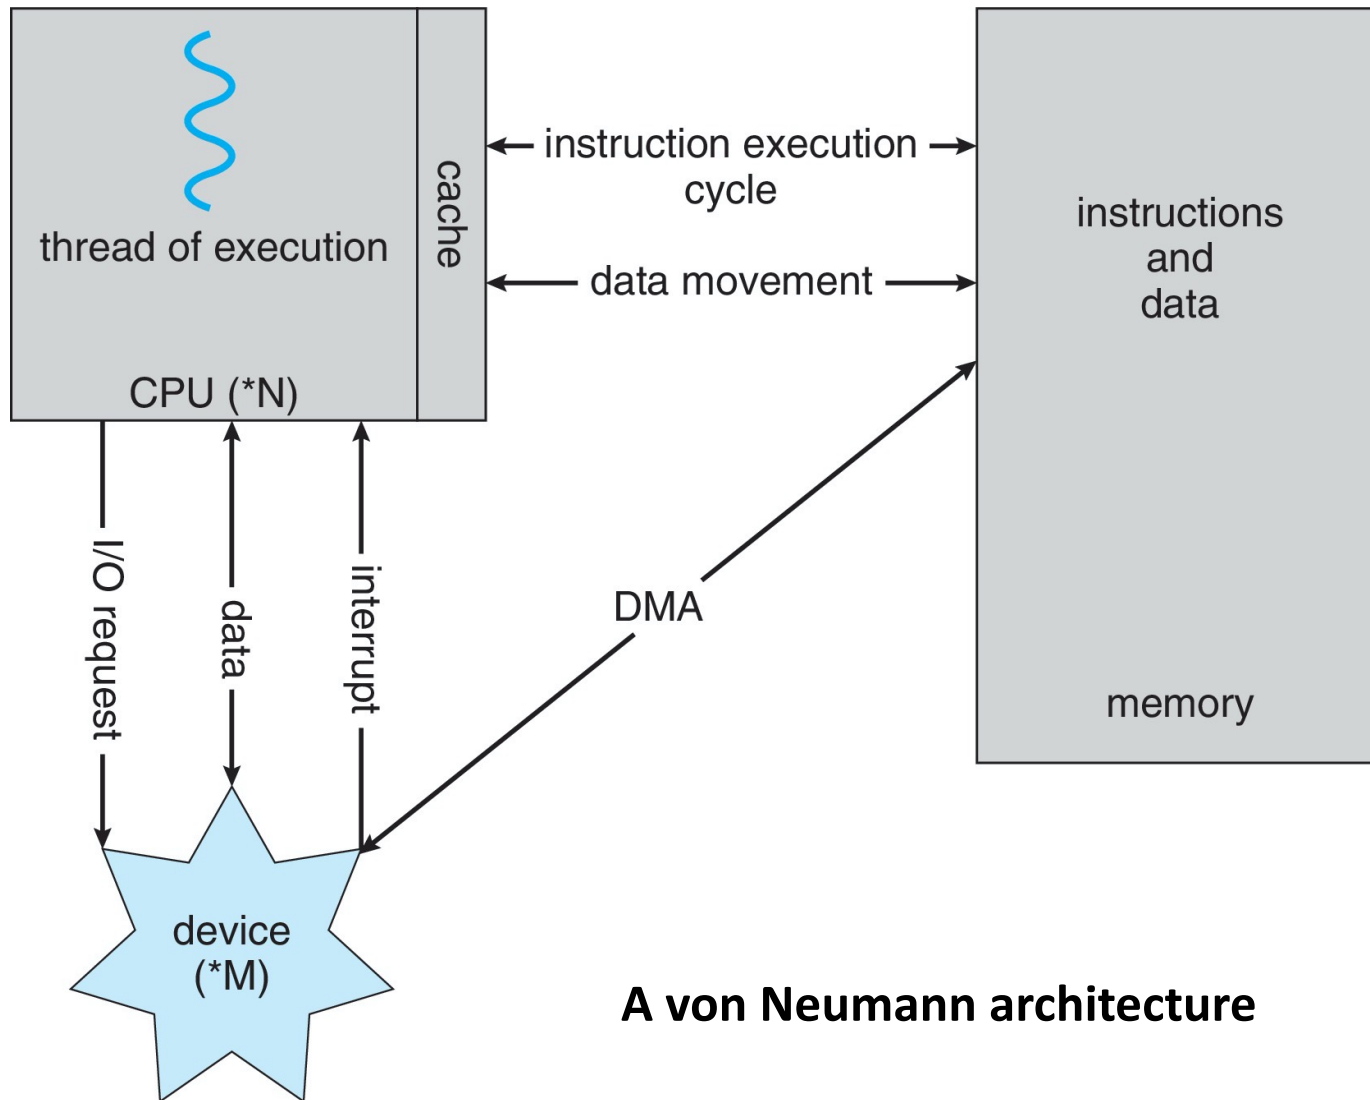 thread of execution
CPU (*N)
cache
instruction execution
cycle
data movement
instructions
and
data
memory
I/O request
data
interrupt
DMA
device
(*M)
A von Neumann architecture